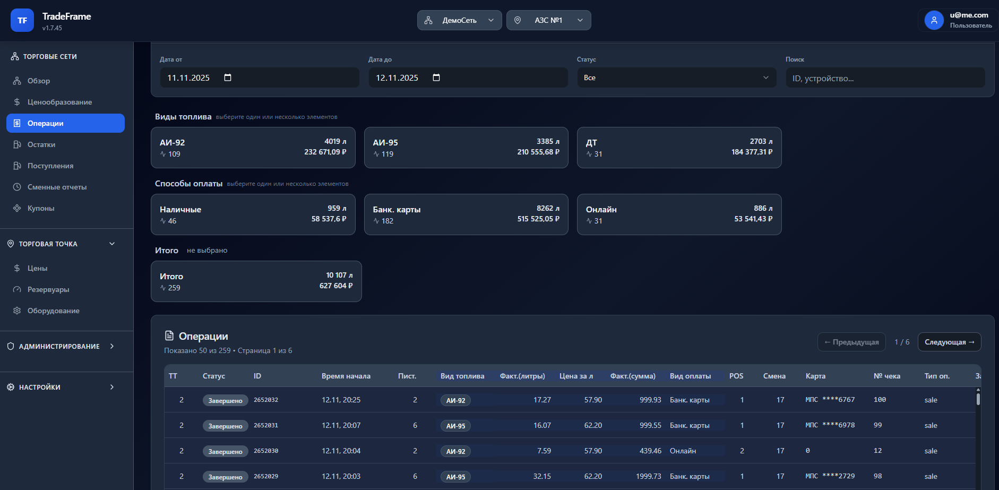 TF
TradeFrame
v1.7.45
ДемоСеть
АЗС №1
u@me.com
Пользователь
ТОРГОВЫЕ СЕТИ
Обзор
Ценообразование
Операции
Остатки
Поступления
Сменные отчеты
Купоны
ТОРГОВАЯ ТОЧКА
Цены
Резервуары
Оборудование
АДМИНИСТРИРОВАНИЕ
НАСТРОЙКИ
Дата от
Дата до
Статус
Поиск
11.11.2025
12.11.2025
Все
ID, устройство...
Виды топлива выберите один или несколько элементов
АИ-92 4019 л
109 232 671,09 ₽
АИ-95 3385 л
119 210 555,68 ₽
ДТ 2703 л
31 184 377,31 ₽
Способы оплаты выберите один или несколько элементов
Наличные 959 л
46 58 537,6 ₽
Банк. карты 8262 л
182 515 525,05 ₽
Онлайн 886 л
31 53 541,43 ₽
Итого не выбрано
Итого 10 107 л
259 627 604 ₽
Операции
Показано 50 из 259 • Страница 1 из 6
← Предыдущая 1 / 6 Следующая →
ТТ Статус ID Время начала Пист. Вид топлива Факт.(литры) Цена за л Факт.(сумма) Вид оплаты POS Смена Карта № чека Тип оп. За
2 Завершено 2652032 12.11, 20:25 2 АИ-92 17.27 57.90 999.93 Банк. карты 1 17 МПС ****6767 100 sale
2 Завершено 2652031 12.11, 20:07 6 АИ-95 16.07 62.20 999.55 Банк. карты 1 17 МПС ****6978 99 sale
2 Завершено 2652030 12.11, 20:04 2 АИ-92 7.59 57.90 439.46 Онлайн 2 17 0 12 sale
2 Завершено 2652029 12.11, 20:03 6 АИ-95 32.15 62.20 1999.73 Банк. карты 1 17 МПС ****2729 98 sale